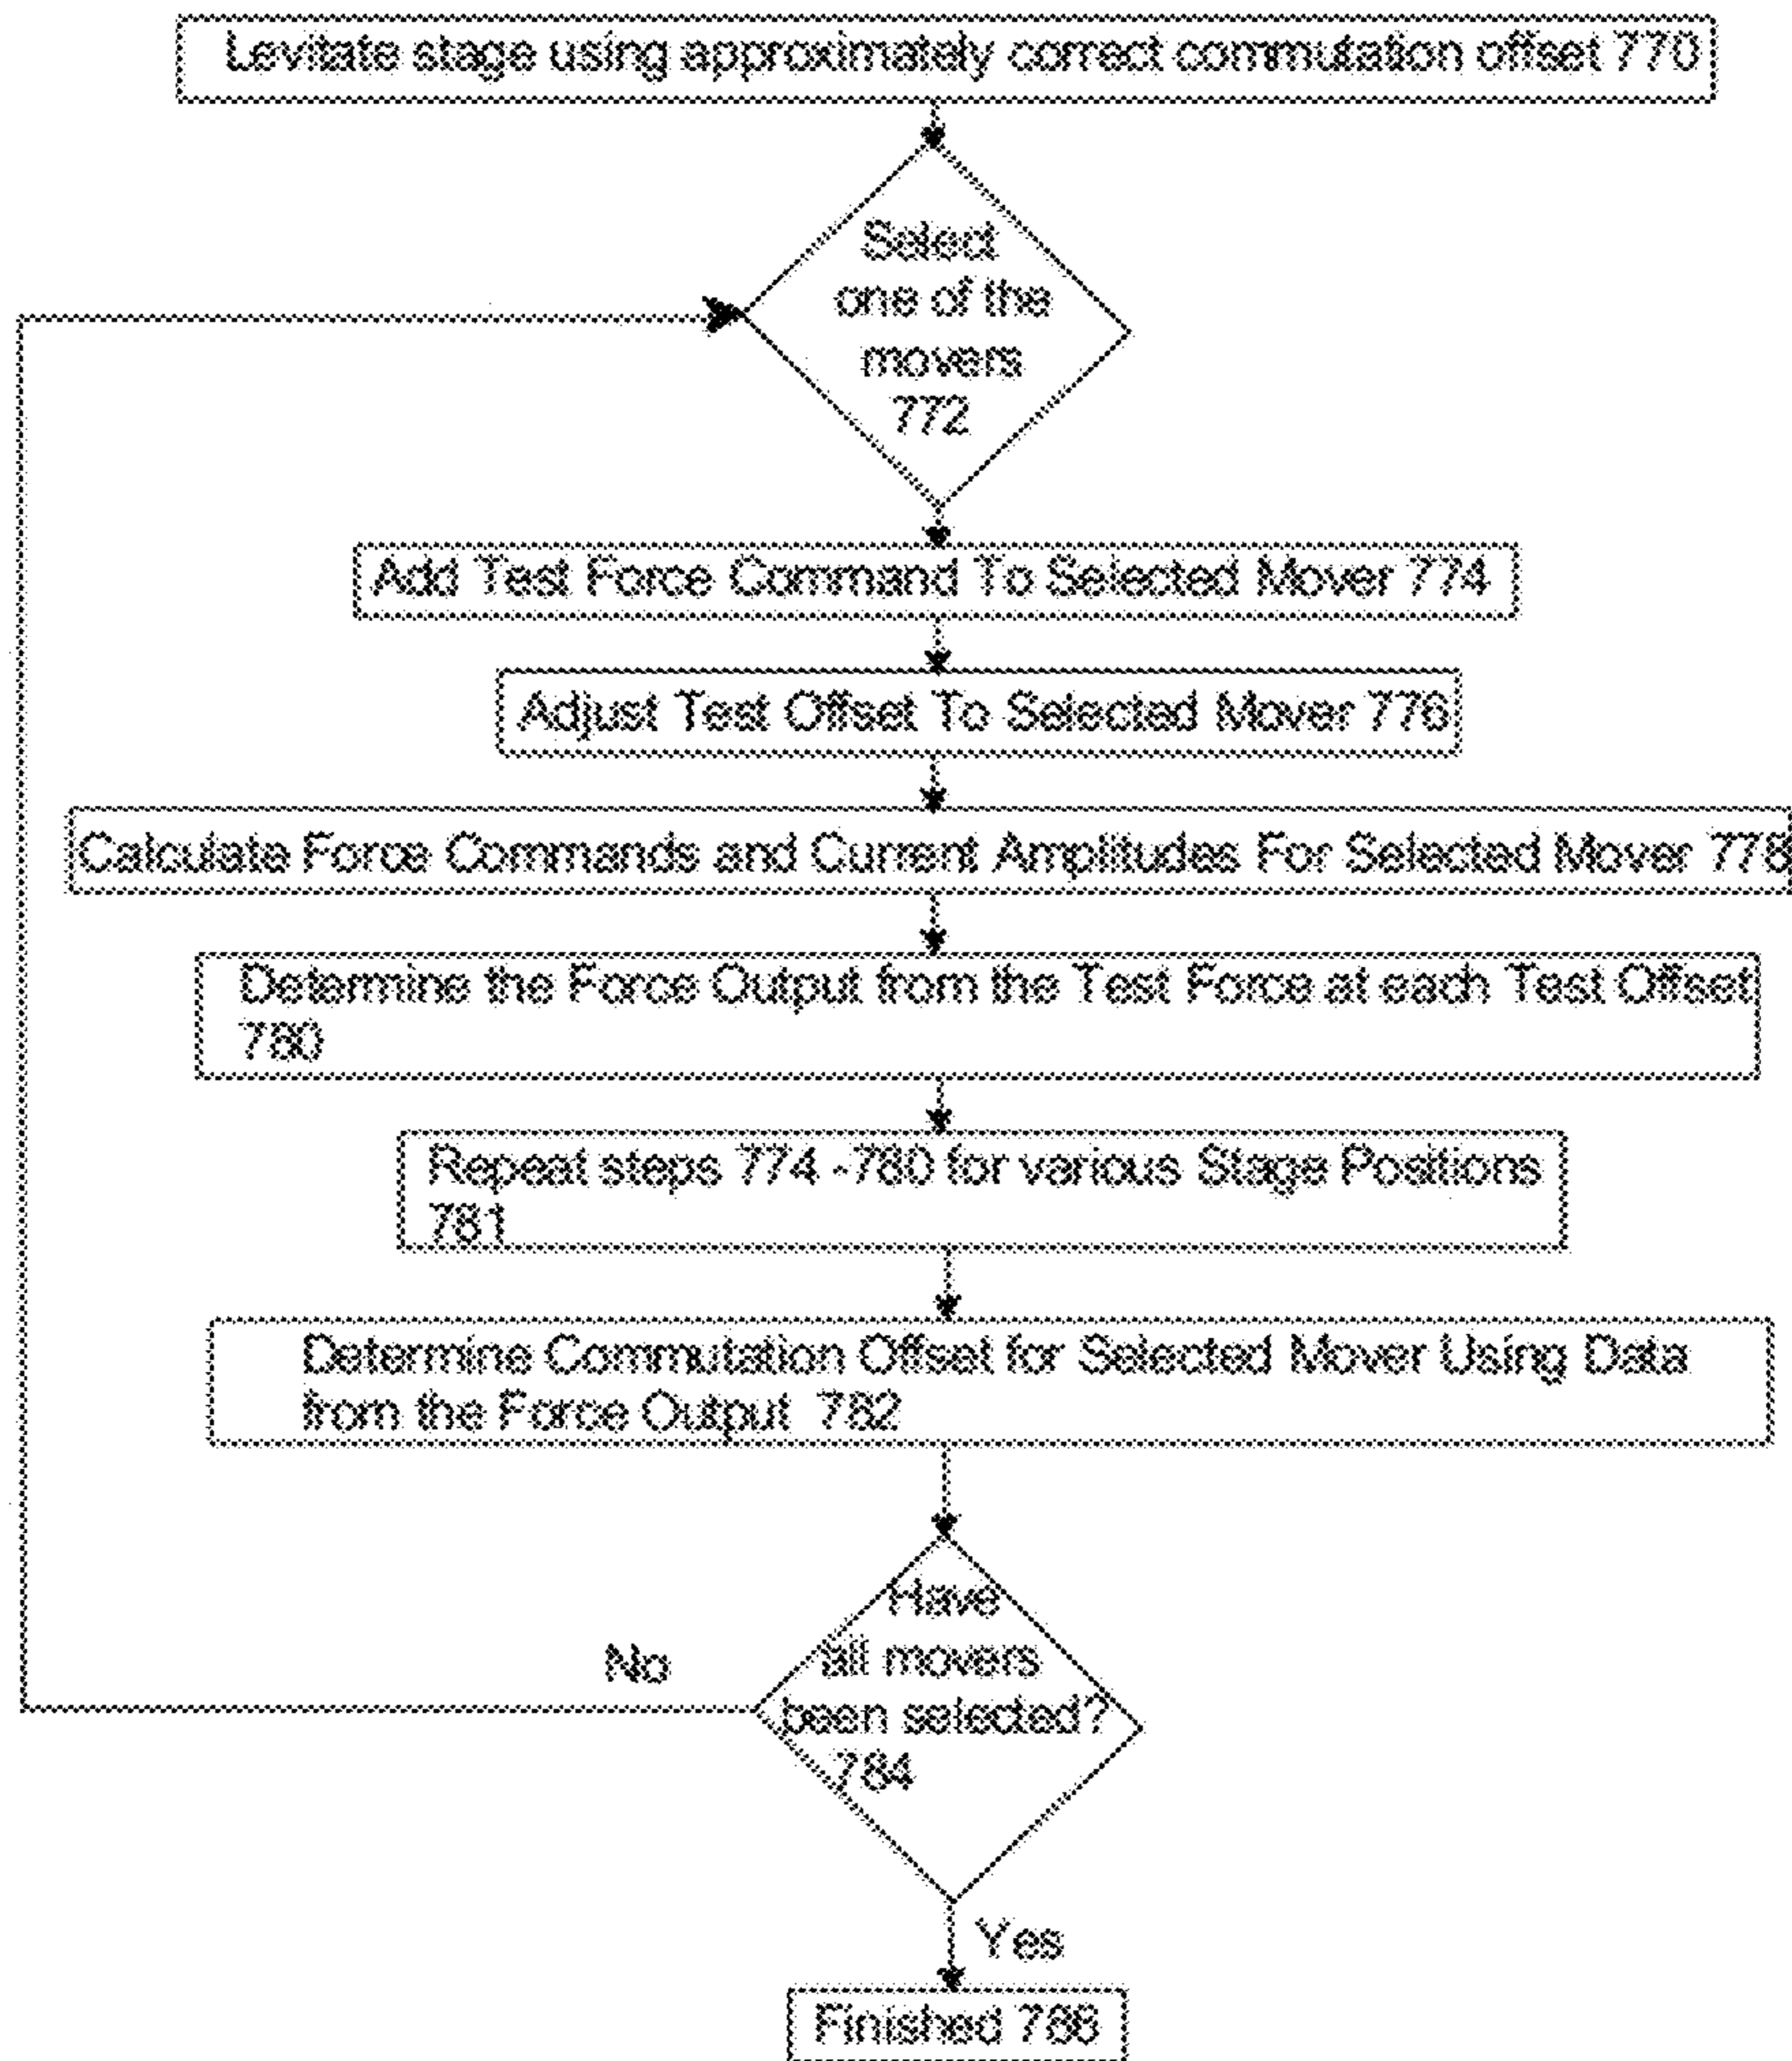 Levitate stage using approximately correct commutation offset 770
Select
one of the
movers
772
Add Test Force Command To Selected Mover 774
Adjust Test Offset To Selected Mover 776
Calculate Force Commands and Current Amplitudes For Selected Mover 778
Determine the Force Output from the Test Force at each Test Offset
780
Repeat steps 774 -780 for various Stage Positions
781
Determine Commutation Offset for Selected Mover Using Data
from the Force Output 782
Have
all movers
been selected?
784
No
Yes
Finished 786